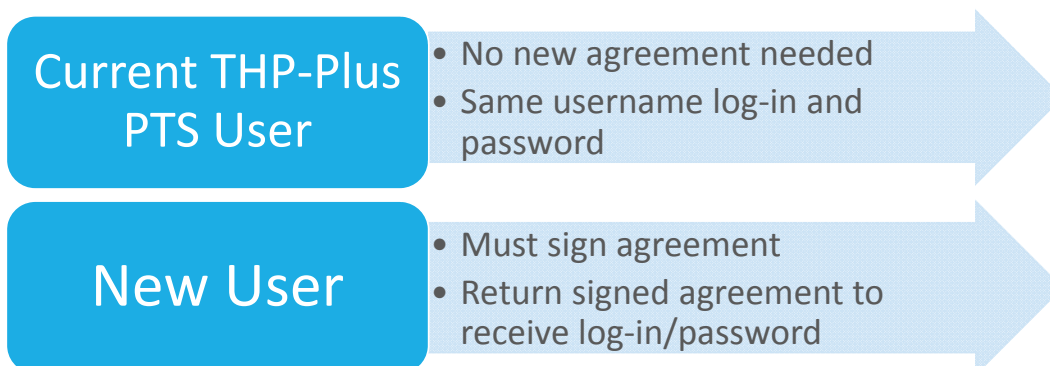 Current THP-Plus
PTS User
• No new agreement needed
• Same username log-in and
password
New User
• Must sign agreement
• Return signed agreement to
receive log-in/password